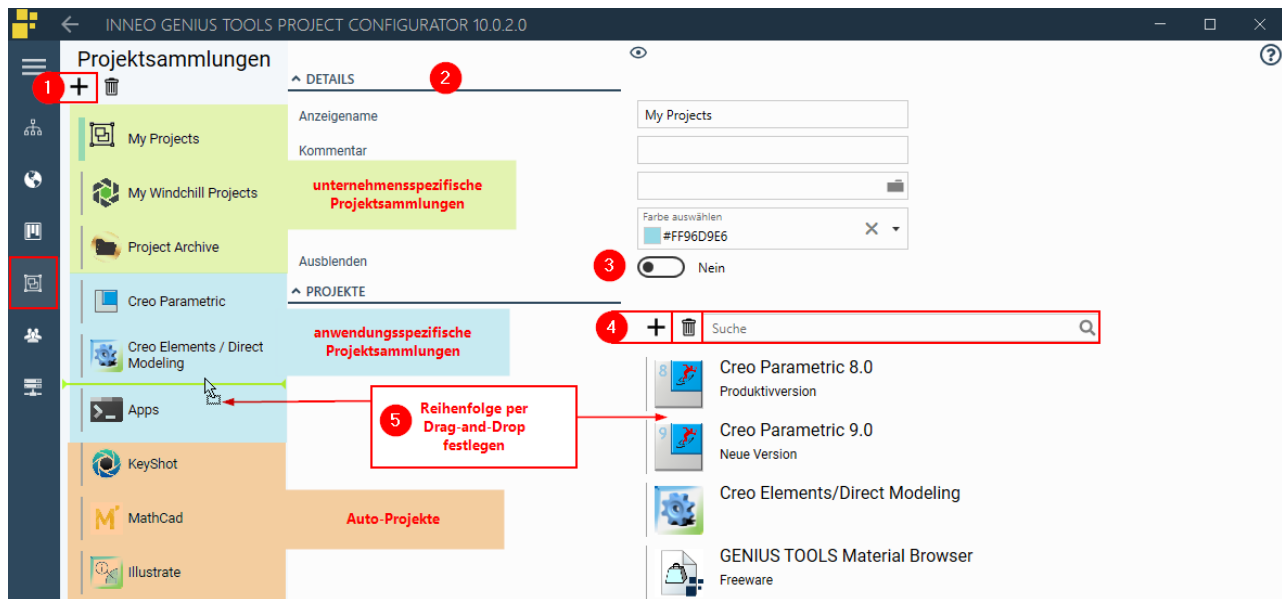 INNEO GENIUS TOOLS PROJECT CONFIGURATOR 10.0.2.0
Projektsammlungen
1
My Projects
My Windchill Projects
Project Archive
Creo Parametric
Creo Elements / Direct
Modeling
Apps
KeyShot
MathCad
Illustrate
DETAILS
2
Anzeigename
My Projects
Kommentar
unternehmensspezifische
Projektsammlungen
Farbe auswählen
#FF96D9E6
Ausblenden
3
Nein
PROJEKTE
anwendungsspezifische
Projektsammlungen
4
Suche
5
Reihenfolge per
Drag-and-Drop
festlegen
Auto-Projekte
8
Creo Parametric 8.0
Produktivversion
9
Creo Parametric 9.0
Neue Version
Creo Elements/Direct Modeling
GENIUS TOOLS Material Browser
Freeware